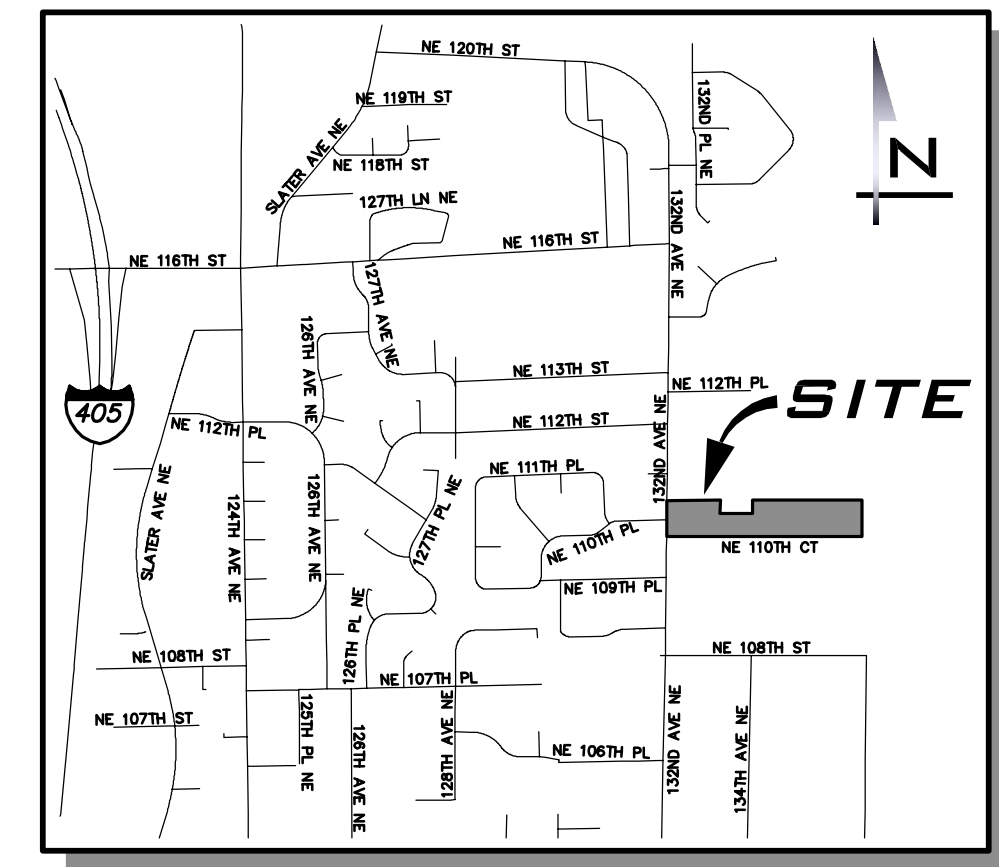 NE 120TH ST
NE 119TH ST
132ND PL NE
SLATER AVE NE
NE 118TH ST
N
127TH LN NE
132ND AVE NE
NE 116TH ST
NE 116TH ST
127TH AVE NE
126TH AVE NE
NE 113TH ST
NE 112TH PL
SITE
405
NE 112TH PL
NE 112TH ST
132ND AVE NE
NE 111TH PL
SLATER AVE NE
124TH AVE NE
126TH AVE NE
127TH PL NE
NE 110TH PL
NE 110TH CT
NE 109TH PL
126TH PL NE
NE 108TH ST
NE 108TH ST
NE 107TH PL
NE 107TH ST
125TH PL NE
126TH AVE NE
128TH AVE NE
NE 106TH PL
132ND AVE NE
134TH AVE NE